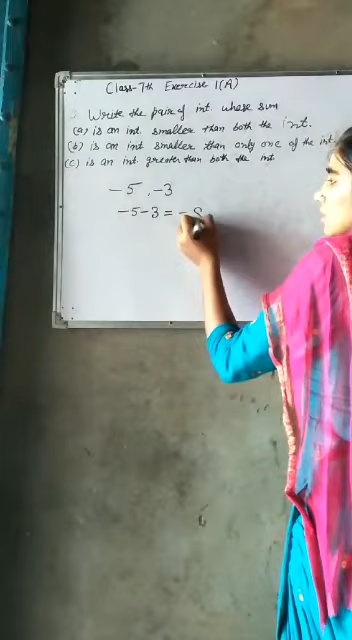 Class-7th Exercise 1(A)
Write the pair of int. whose sum
(a) is an int. smaller than both the int.
(b) is an int smaller than only one of the int.
(c) is an int. greater than both the int
-5, -3
-5-3 = -8